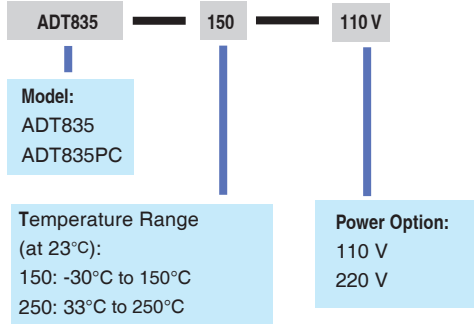 ADT835 150 110 V
Model:
ADT835
ADT835PC
Temperature Range
(at 23°C):
150: -30°C to 150°C
250: 33°C to 250°C
Power Option:
110 V
220 V